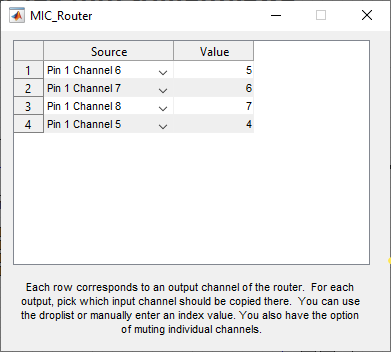 MIC_Router
Source Value
1 Pin 1 Channel 6 5
2 Pin 1 Channel 7 6
3 Pin 1 Channel 8 7
4 Pin 1 Channel 5 4
Each row corresponds to an output channel of the router. For each
output, pick which input channel should be copied there. You can use
the droplist or manually enter an index value. You also have the option
of muting individual channels.